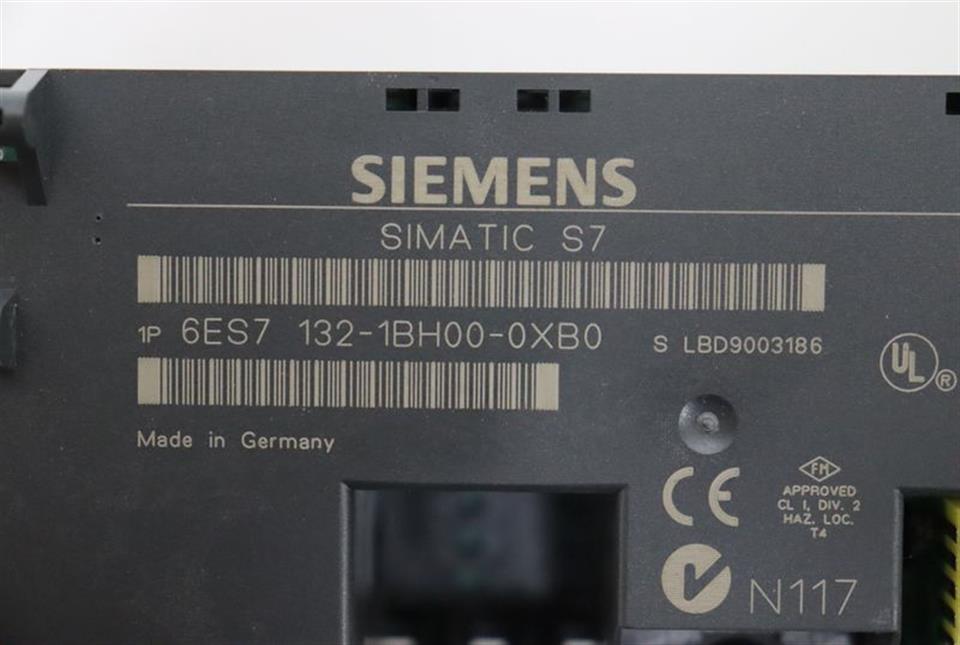 SIEMENS
SIMATIC S7
1P 6ES7 132-1BH00-0XB0 S LBD9003186
UL ®
Made in Germany
CE
FM
APPROVED
CL I, DIV. 2
HAZ. LOC.
T4
N117